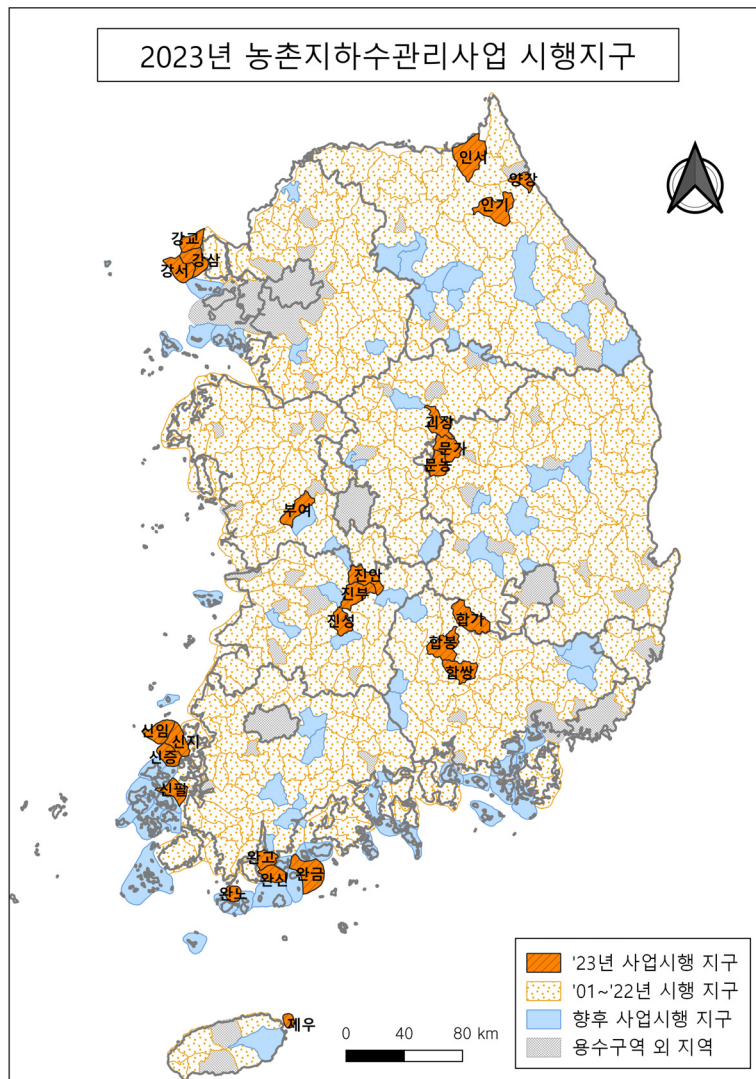 2023년 농촌지하수관리사업 시행지구
인서
양장
인기
강교
강삼
강서
괴장
문가
문농
부여
진안
진부
진성
합가
합봉
합쌍
신임
신지
신증
신팔
완고
완신
완금
완노
제우
0 40 80 km
'23년 사업시행 지구
'01~'22년 시행 지구
향후 사업시행 지구
용수구역 외 지역